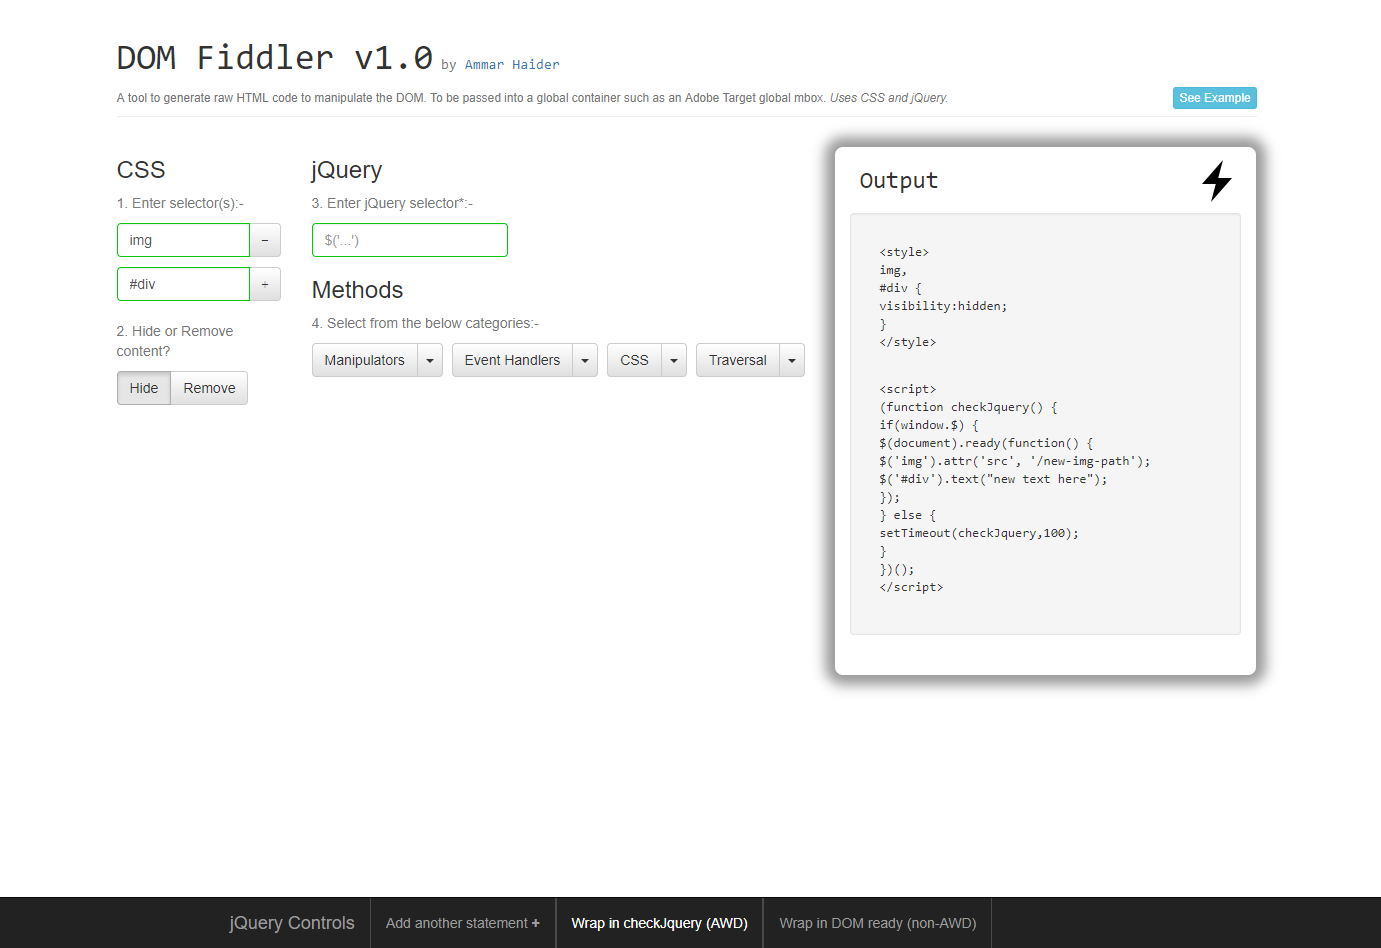 DOM Fiddler v1.0 by Ammar Haider
A tool to generate raw HTML code to manipulate the DOM. To be passed into a global container such as an Adobe Target global mbox. Uses CSS and jQuery.
See Example
CSS
1. Enter selector(s):-
img
−
#div
+
2. Hide or Remove
content?
Hide
Remove
jQuery
3. Enter jQuery selector*:-
$('...')
Methods
4. Select from the below categories:-
Manipulators
Event Handlers
CSS
Traversal
Output
<style>
img,
#div {
visibility:hidden;
}
</style>
<script>
(function checkJquery() {
if(window.$) {
$(document).ready(function() {
$('img').attr('src', '/new-img-path');
$('#div').text("new text here");
});
} else {
setTimeout(checkJquery,100);
}
})();
</script>
jQuery Controls
Add another statement +
Wrap in checkJquery (AWD)
Wrap in DOM ready (non-AWD)